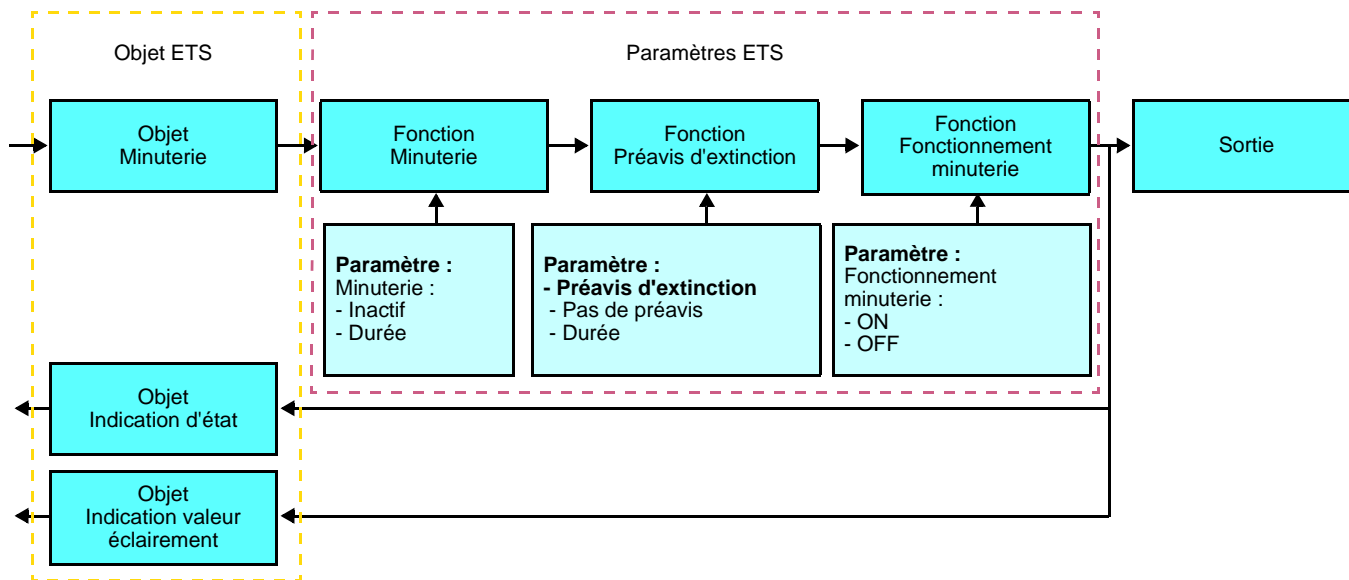 Objet ETS
Paramètres ETS
Objet
Minuterie
Fonction
Minuterie
Fonction
Préavis d'extinction
Fonction
Fonctionnement
minuterie
Sortie
Paramètre :
Minuterie :
- Inactif
- Durée
Paramètre :
- Préavis d'extinction
- Pas de préavis
- Durée
Paramètre :
Fonctionnement
minuterie :
- ON
- OFF
Objet
Indication d'état
Objet
Indication valeur
éclairement